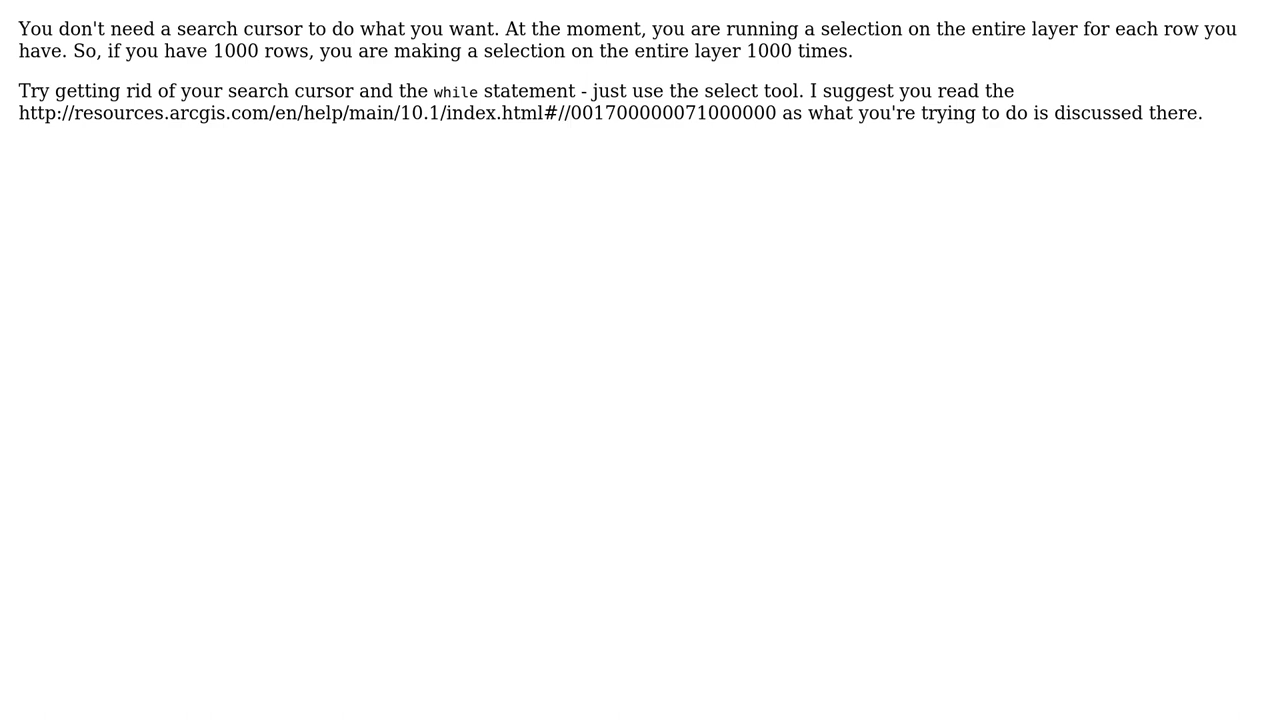 You don't need a search cursor to do what you want. At the moment, you are running a selection on the entire layer for each row you
have. So, if you have 1000 rows, you are making a selection on the entire layer 1000 times.
Try getting rid of your search cursor and the while statement - just use the select tool. I suggest you read the
http://resources.arcgis.com/en/help/main/10.1/index.html#//001700000071000000 as what you're trying to do is discussed there.